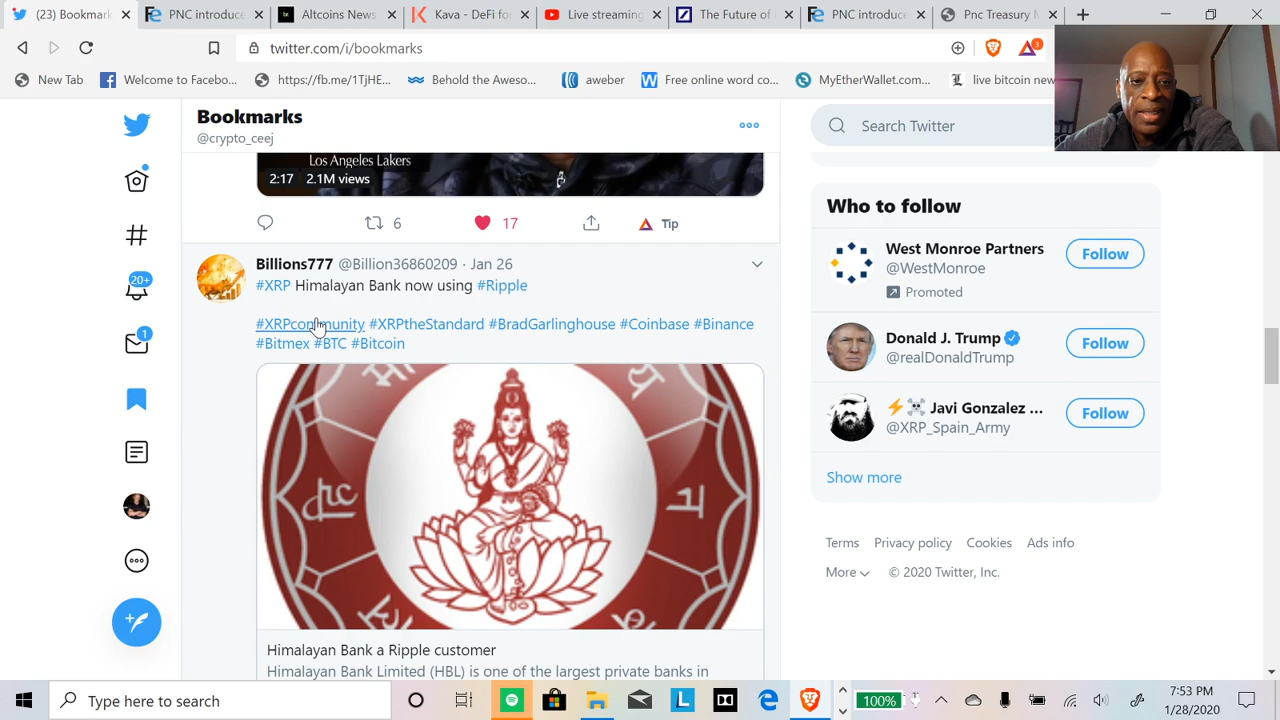 (23) Bookmark
PNC introduce
Altcoins News
Kava - DeFi fo
Live streaming
The Future of
PNC introduce
Pnc Treasury M
twitter.com/i/bookmarks
3
New Tab
Welcome to Facebo...
https://fb.me/1TjHE...
Behold the Aweso...
aweber
Free online word co...
MyEtherWallet.com...
live bitcoin new
Bookmarks
@crypto_ceej
Search Twitter
Los Angeles Lakers
2:17 2.1M views
6
17
Tip
Billions777 @Billion36860209 · Jan 26
#XRP Himalayan Bank now using #Ripple
#XRPcommunity #XRPtheStandard #BradGarlinghouse #Coinbase #Binance
#Bitmex #BTC #Bitcoin
Himalayan Bank a Ripple customer
Himalayan Bank Limited (HBL) is one of the largest private banks in
20+
1
Who to follow
West Monroe Partners
@WestMonroe
Promoted
Follow
Donald J. Trump
@realDonaldTrump
Follow
Javi Gonzalez ...
@XRP_Spain_Army
Follow
Show more
Terms Privacy policy Cookies Ads info
More © 2020 Twitter, Inc.
Type here to search
100%
7:53 PM
1/28/2020